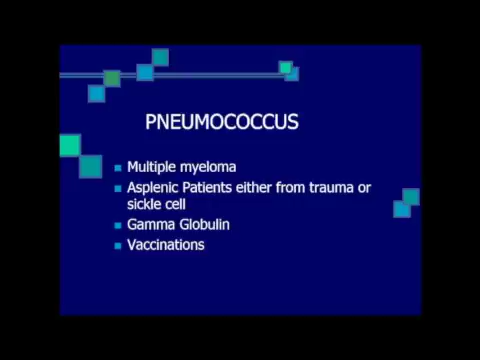 PNEUMOCOCCUS
Multiple myeloma
Asplenic Patients either from trauma or
sickle cell
Gamma Globulin
Vaccinations